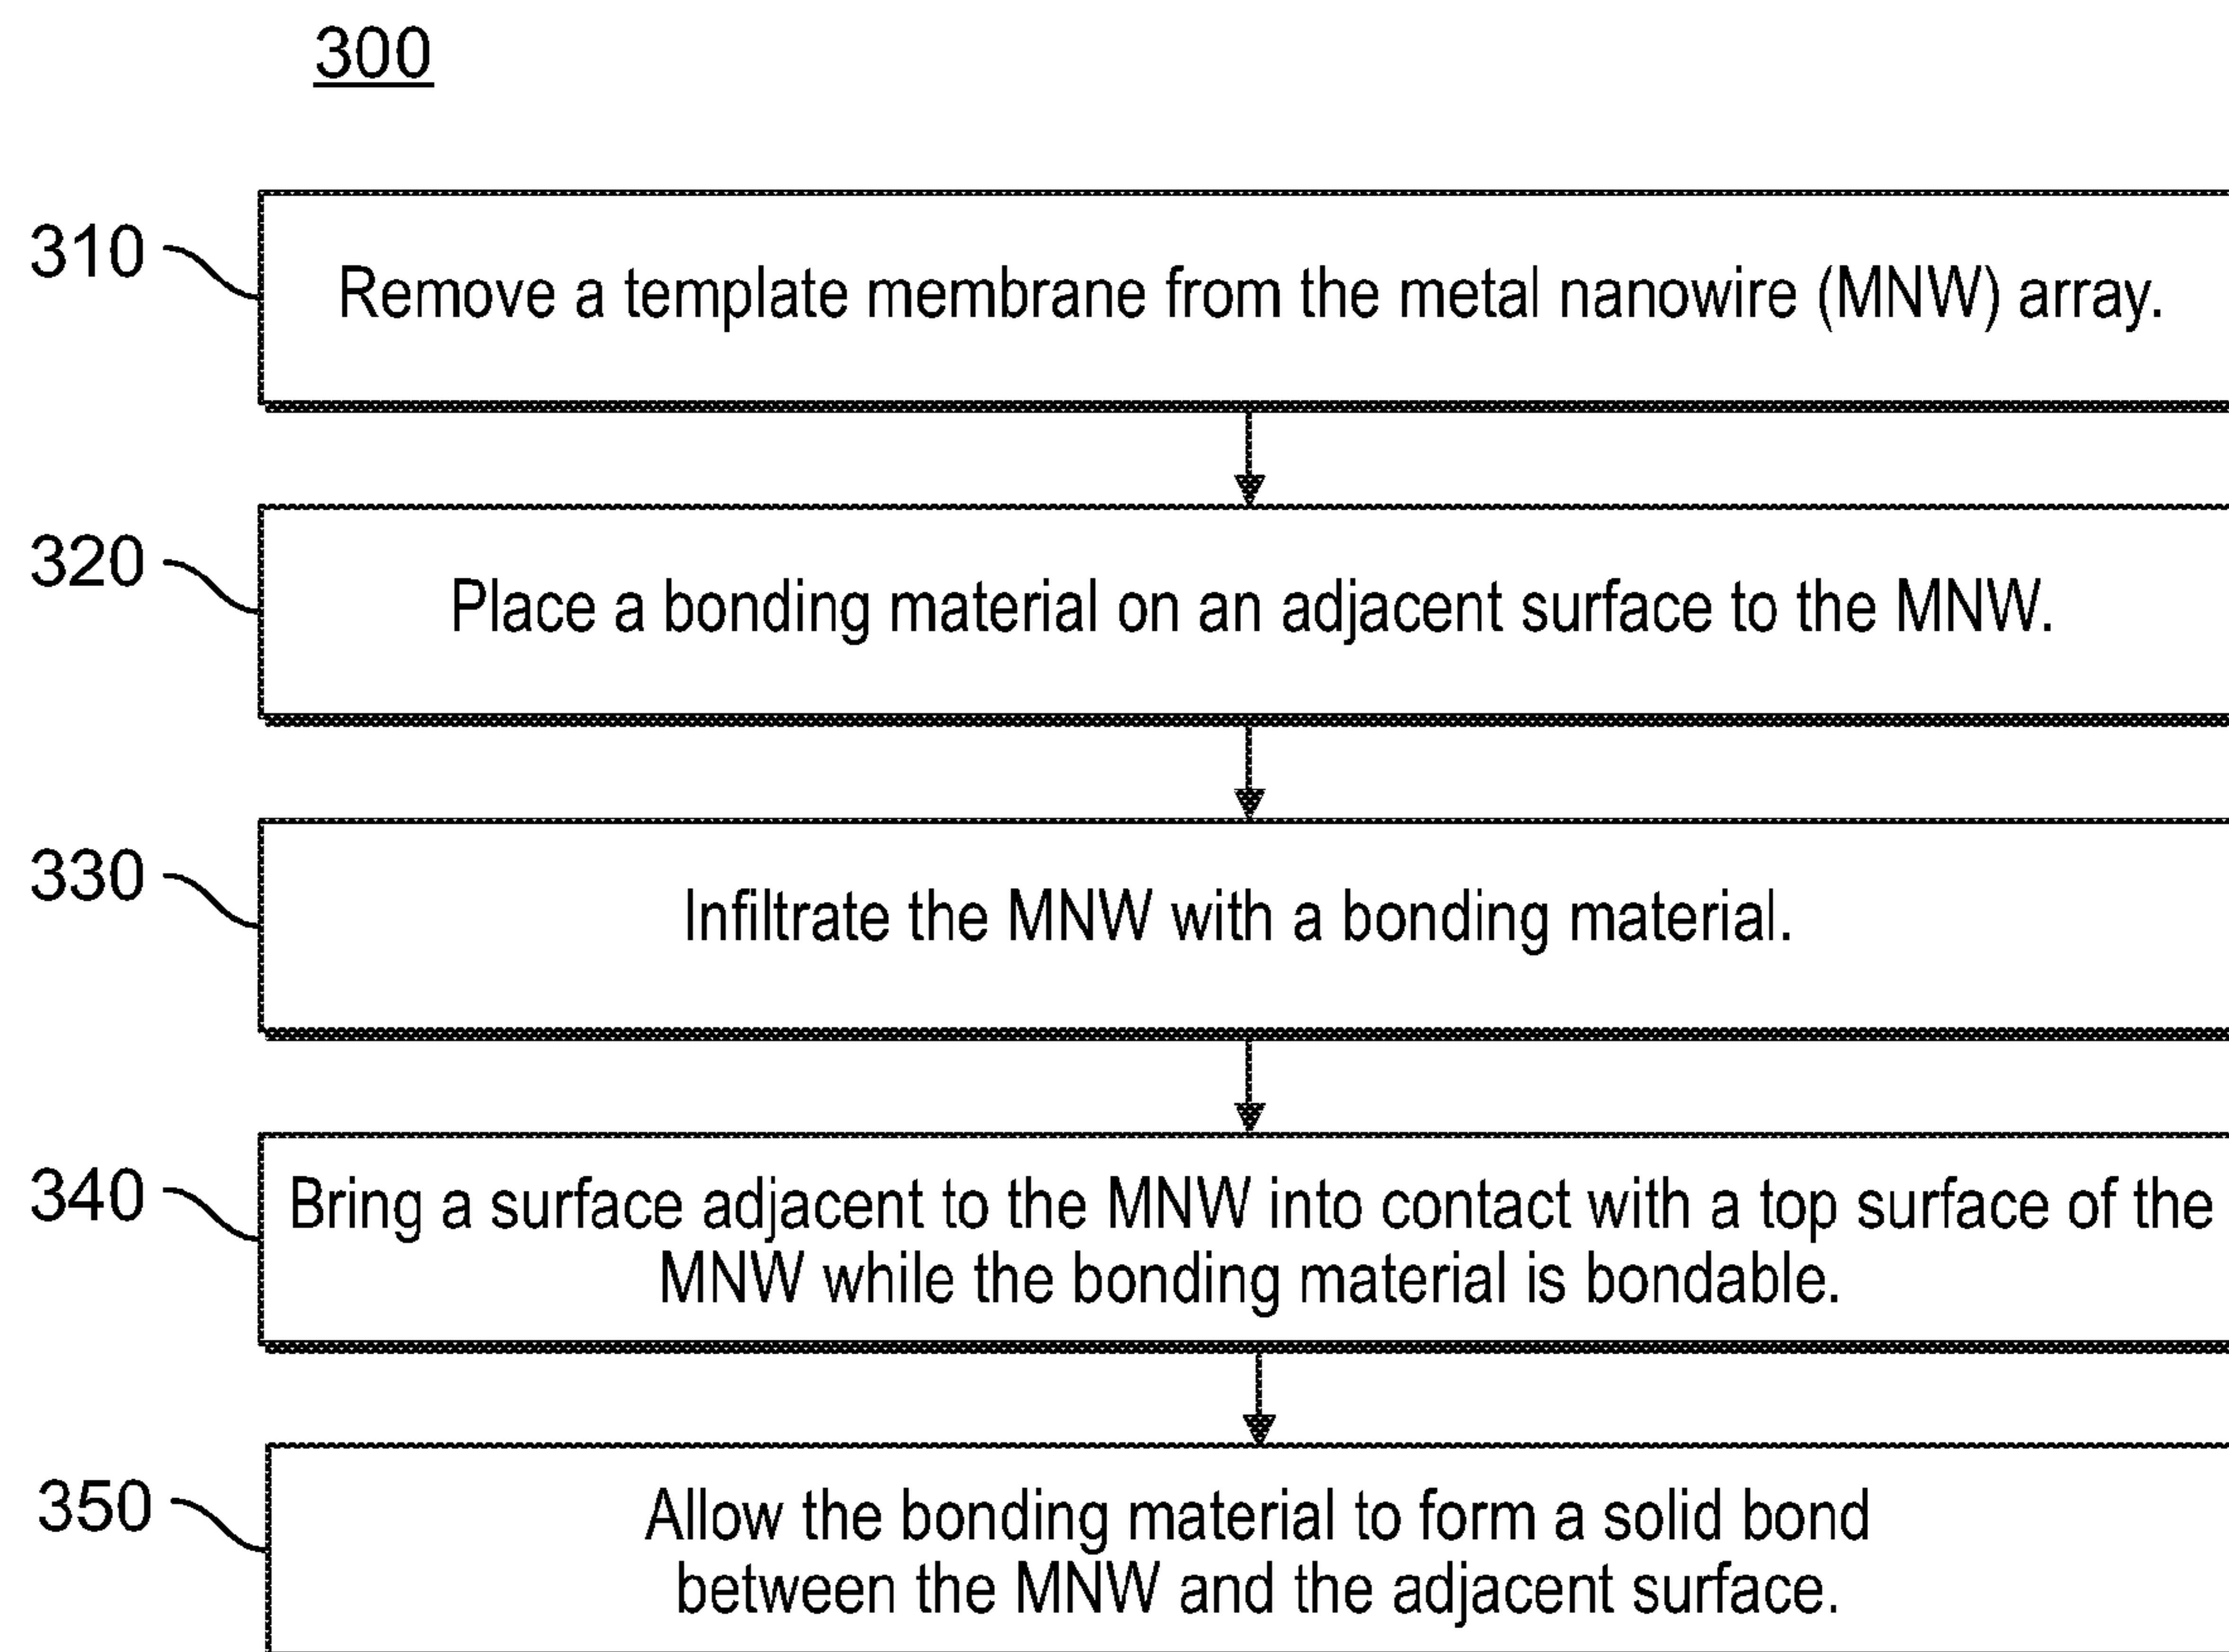 300
310
Remove a template membrane from the metal nanowire (MNW) array.
320
Place a bonding material on an adjacent surface to the MNW.
330
Infiltrate the MNW with a bonding material.
340
Bring a surface adjacent to the MNW into contact with a top surface of the
MNW while the bonding material is bondable.
350
Allow the bonding material to form a solid bond
between the MNW and the adjacent surface.